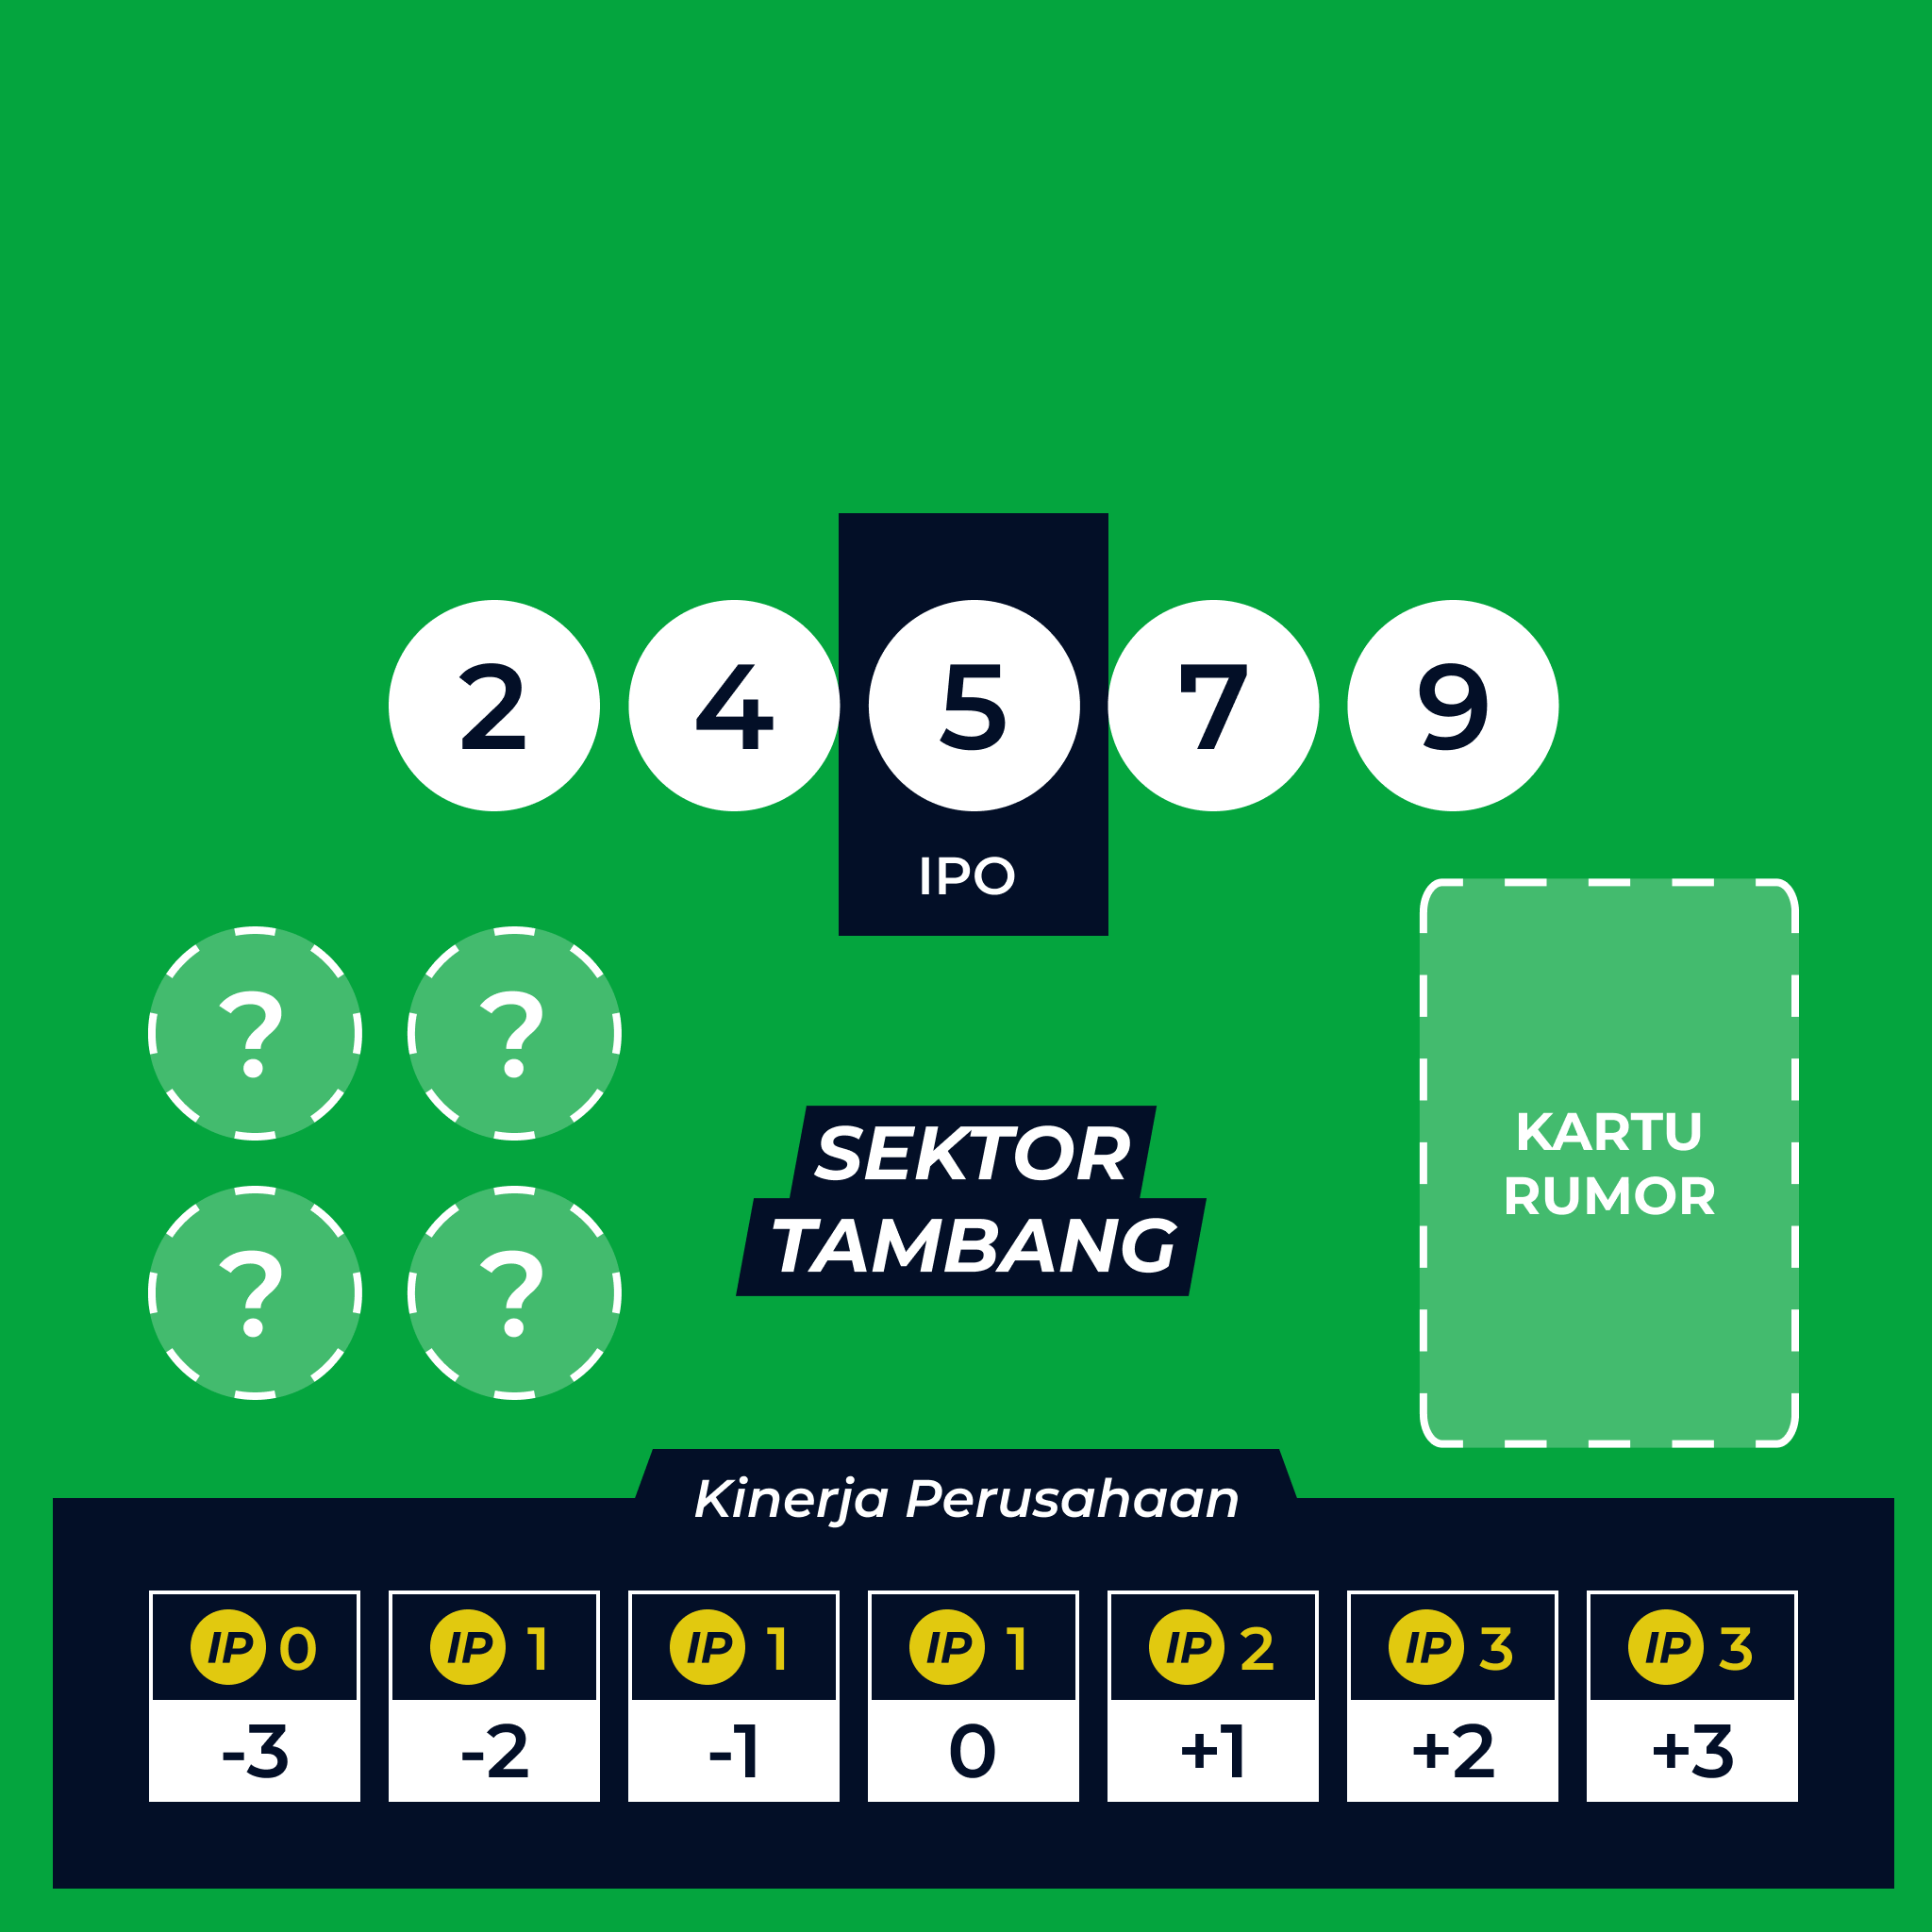 2 4 5 7 9
IPO
? ?
? ?
SEKTOR
TAMBANG
KARTU
RUMOR
Kinerja Perusahaan
IP 0 IP 1 IP 1 IP 1 IP 2 IP 3 IP 3
-3 -2 -1 0 +1 +2 +3